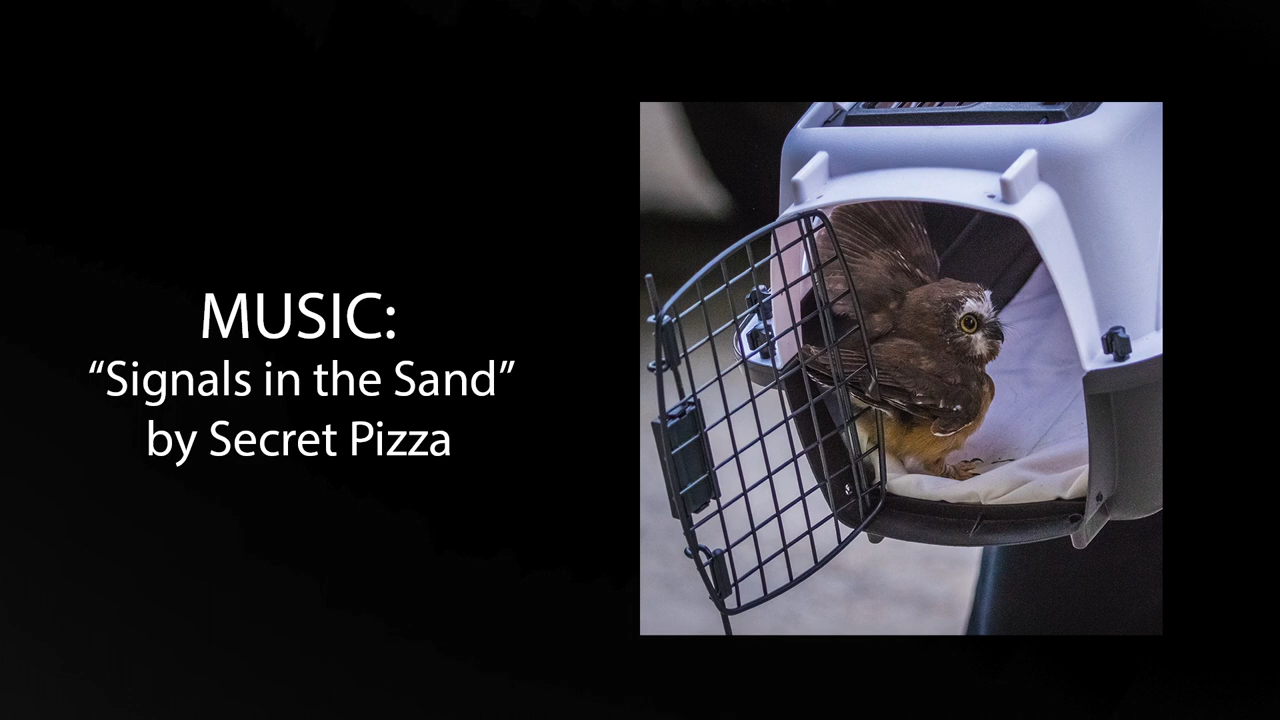 MUSIC:
“Signals in the Sand”
by Secret Pizza